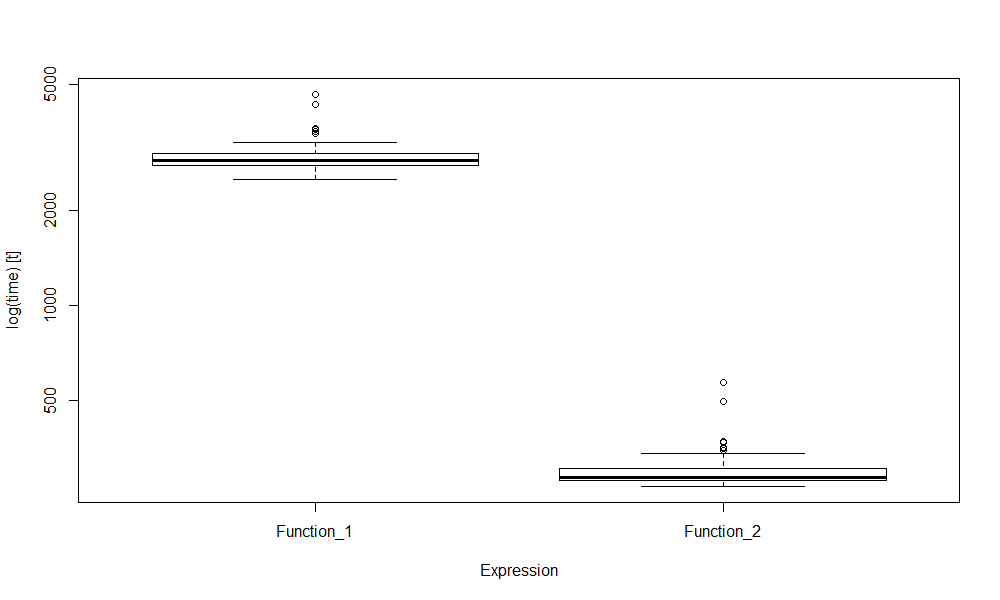 log(time) [t]
5000
2000
1000
500
Function_1
Function_2
Expression